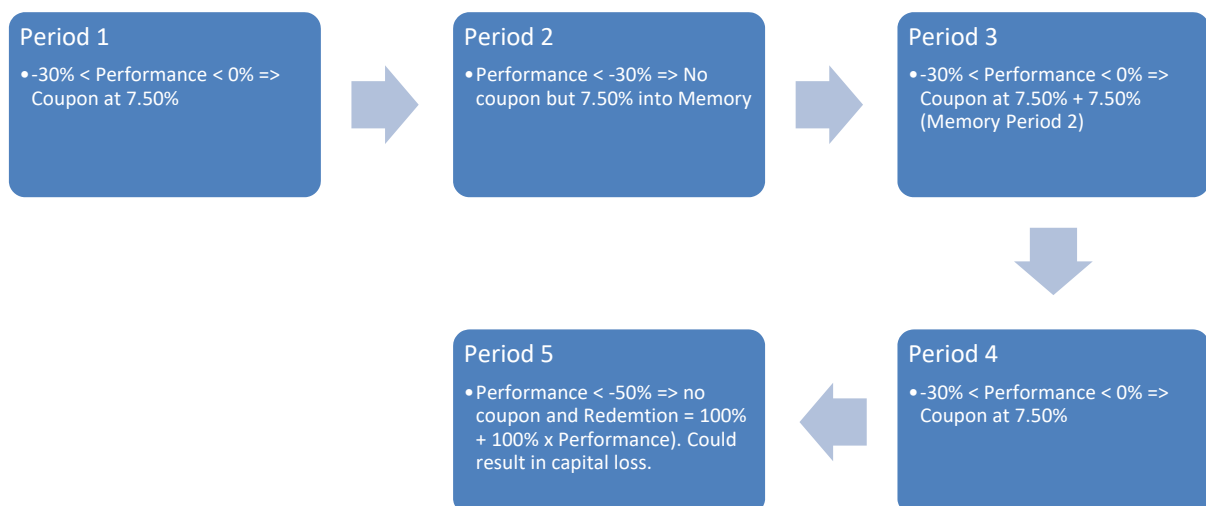 Period 1
•-30% < Performance < 0% =>
Coupon at 7.50%
Period 2
•Performance < -30% => No
coupon but 7.50% into Memory
Period 3
•-30% < Performance < 0% =>
Coupon at 7.50% + 7.50%
(Memory Period 2)
Period 4
•-30% < Performance < 0% =>
Coupon at 7.50%
Period 5
•Performance < -50% => no
coupon and Redemtion = 100%
+ 100% x Performance). Could
result in capital loss.